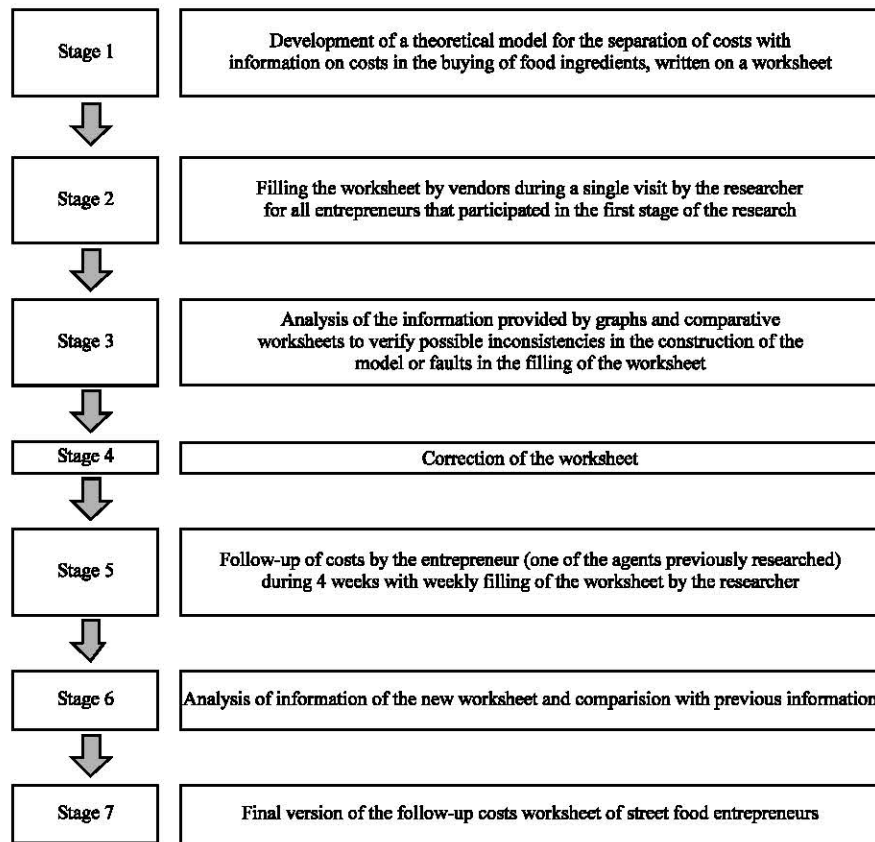 Stage 1
Development of a theoretical model for the separation of costs with
information on costs in the buying of food ingredients, written on a worksheet
Stage 2
Filling the worksheet by vendors during a single visit by the researcher
for all entrepreneurs that participated in the first stage of the research
Stage 3
Analysis of the information provided by graphs and comparative
worksheets to verify possible inconsistencies in the construction of the
model or faults in the filling of the worksheet
Stage 4
Correction of the worksheet
Stage 5
Follow-up of costs by the entrepreneur (one of the agents previously researched)
during 4 weeks with weekly filling of the worksheet by the researcher
Stage 6
Analysis of information of the new worksheet and comparision with previous information
Stage 7
Final version of the follow-up costs worksheet of street food entrepreneurs